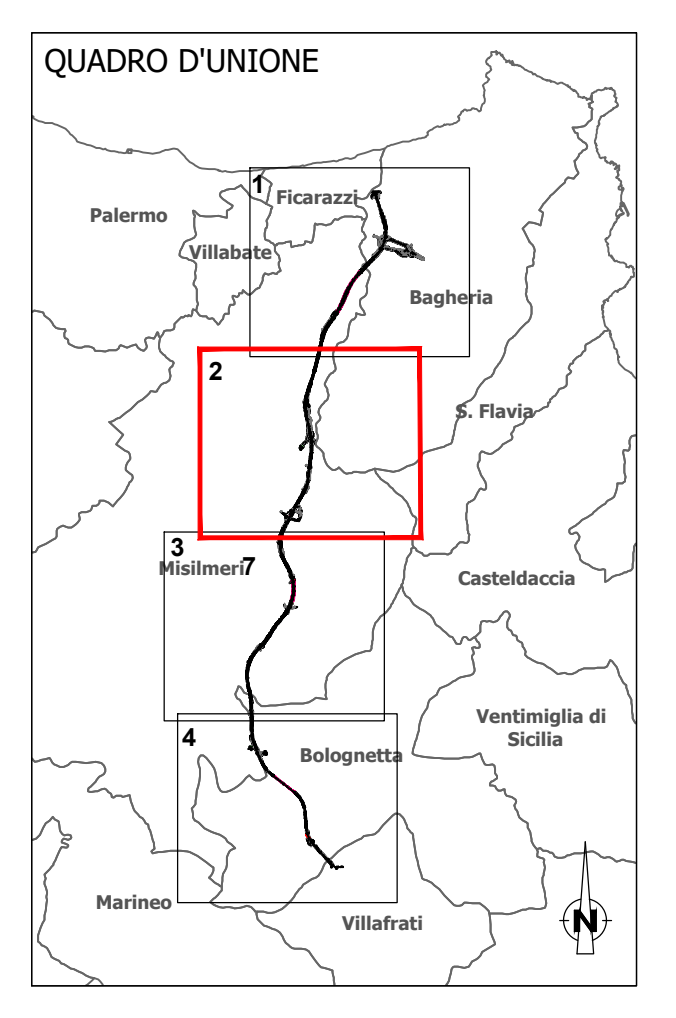 QUADRO D'UNIONE
1
Ficarazzi
Palermo
Villabate
Bagheria
2
S. Flavia
3
Misilmeri7
Casteldaccia
Ventimiglia di
Sicilia
4
Bolognetta
Marineo
Villafrati
N